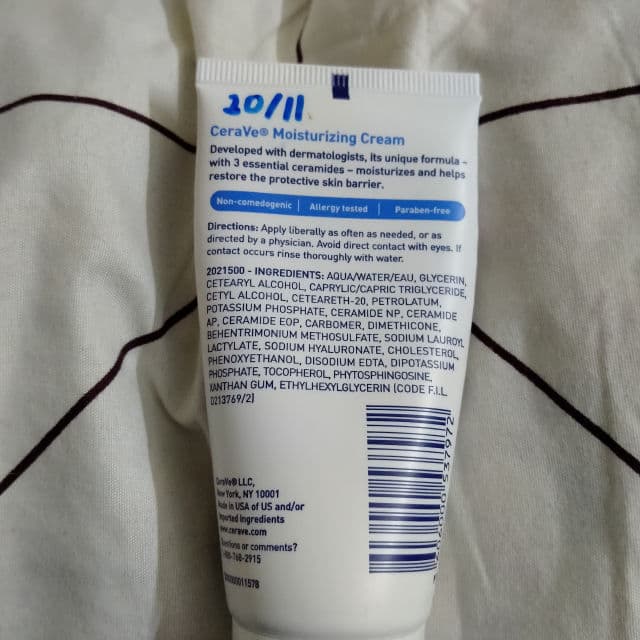 20/11
CeraVe® Moisturizing Cream
Developed with dermatologists, its unique formula –
with 3 essential ceramides – moisturizes and helps
restore the protective skin barrier.
Non-comedogenic | Allergy tested | Paraben-free
Directions: Apply liberally as often as needed, or as
directed by a physician. Avoid direct contact with eyes. If
contact occurs rinse thoroughly with water.
2021500 - INGREDIENTS: AQUA/WATER/EAU, GLYCERIN,
CETEARYL ALCOHOL, CAPRYLIC/CAPRIC TRIGLYCERIDE,
CETYL ALCOHOL, CETEARETH-20, PETROLATUM,
POTASSIUM PHOSPHATE, CERAMIDE NP, CERAMIDE
AP, CERAMIDE EOP, CARBOMER, DIMETHICONE,
BEHENTRIMONIUM METHOSULFATE, SODIUM LAUROYL
LACTYLATE, SODIUM HYALURONATE, CHOLESTEROL,
PHENOXYETHANOL, DISODIUM EDTA, DIPOTASSIUM
PHOSPHATE, TOCOPHEROL, PHYTOSPHINGOSINE,
XANTHAN GUM, ETHYLHEXYLGLYCERIN (CODE F.I.L.
D213769/2)
CeraVe® LLC,
New York, NY 10001
Made in USA of US and/or
imported ingredients
www.cerave.com
or comments?